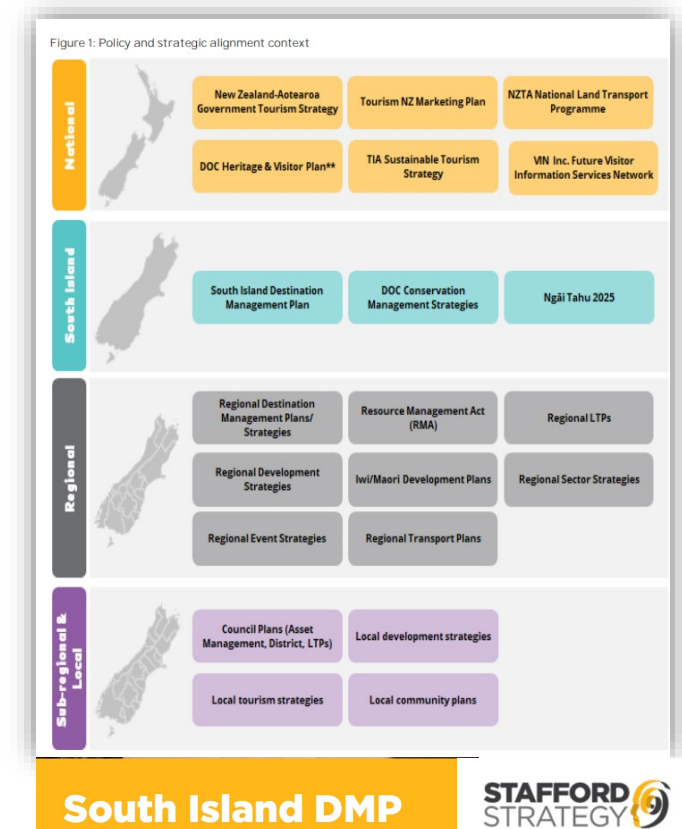 Figure 1: Policy and strategic alignment context
National
New Zealand-Aotearoa
Government Tourism Strategy
Tourism NZ Marketing Plan
NZTA National Land Transport
Programme
DOC Heritage & Visitor Plan**
TIA Sustainable Tourism
Strategy
VIN Inc. Future Visitor
Information Services Network
South Island
South Island Destination
Management Plan
DOC Conservation
Management Strategies
Ngāi Tahu 2025
Regional
Regional Destination
Management Plans/
Strategies
Resource Management Act
(RMA)
Regional LTPs
Regional Development
Strategies
Iwi/Maori Development Plans
Regional Sector Strategies
Regional Event Strategies
Regional Transport Plans
Sub-regional &
Local
Council Plans (Asset
Management, District, LTPs)
Local development strategies
Local tourism strategies
Local community plans
South Island DMP
STAFFORD
STRATEGY